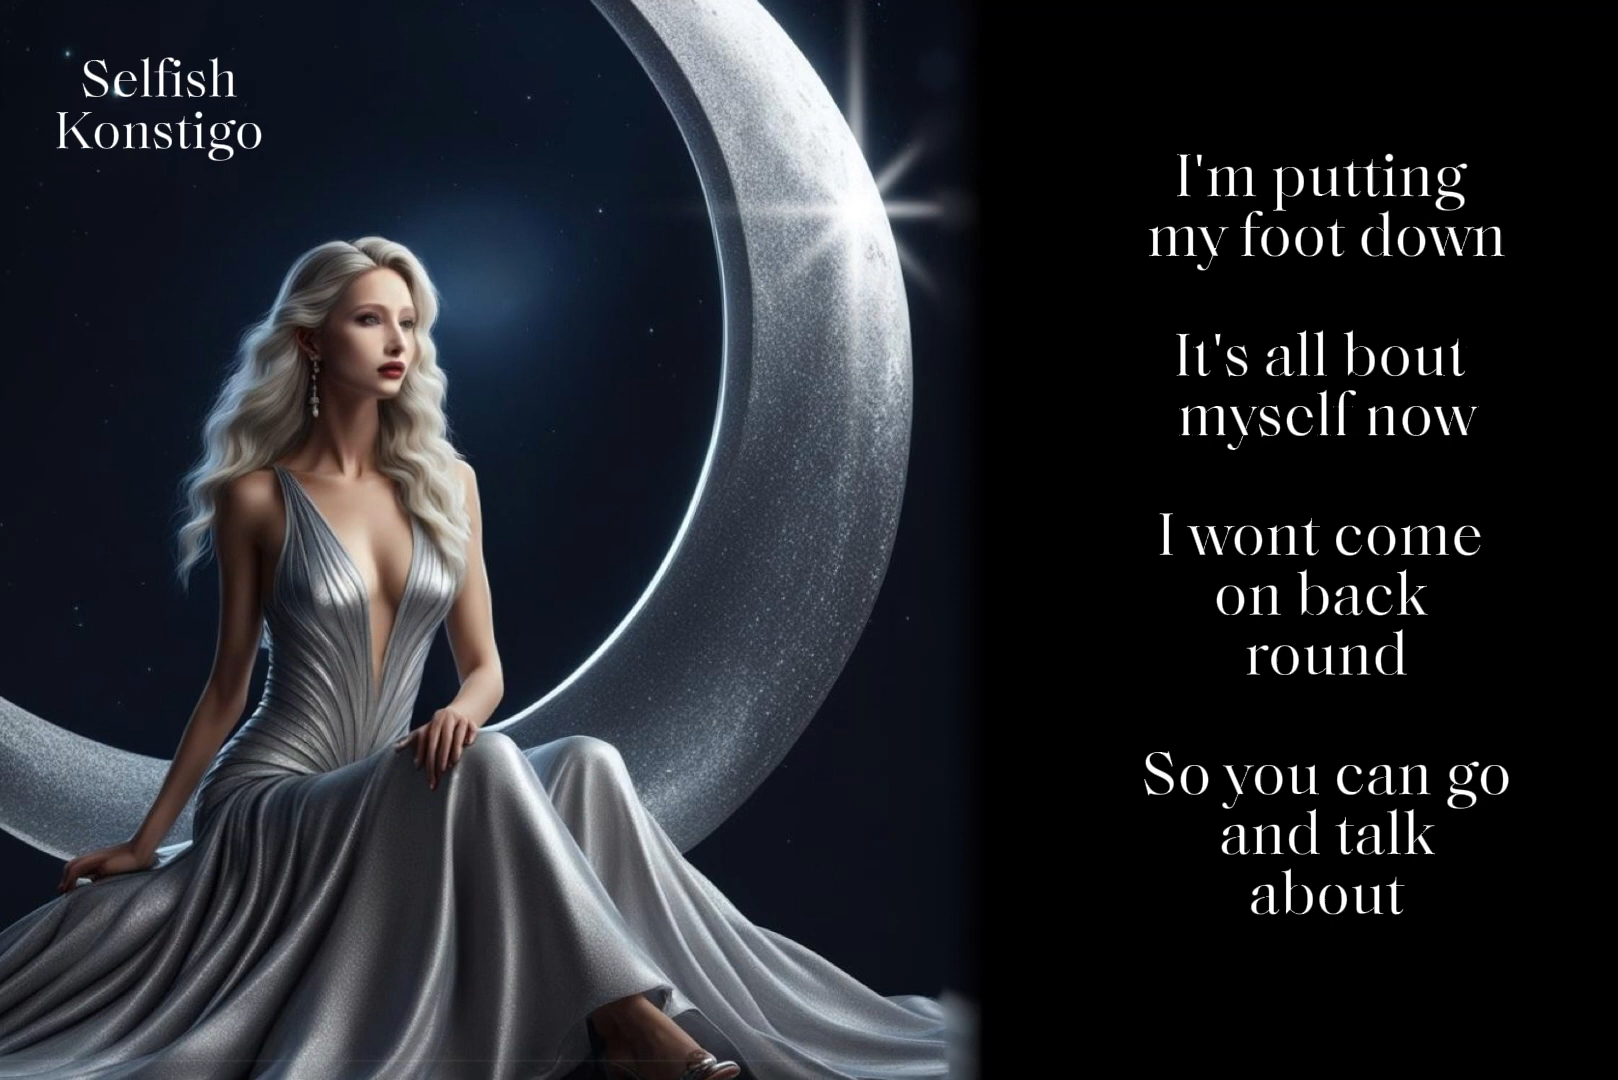 Selfish
Konstigo
I'm putting
my foot down
It's all bout
myself now
I wont come
on back
round
So you can go
and talk
about